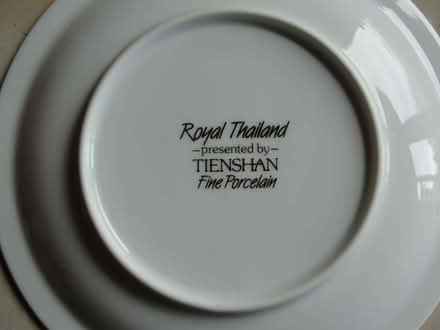 Royal Thailand
-presented by-
TIENSHAN
Fine Porcelain